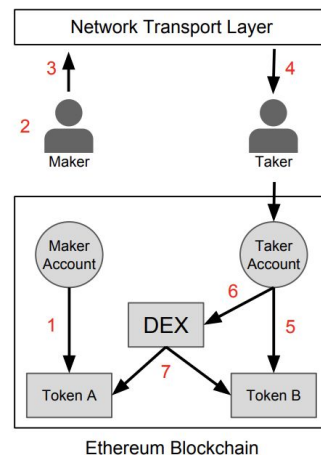 Network Transport Layer
3
4
2
Maker
Taker
Maker
Account
Taker
Account
6
1
DEX
5
7
Token A
Token B
Ethereum Blockchain